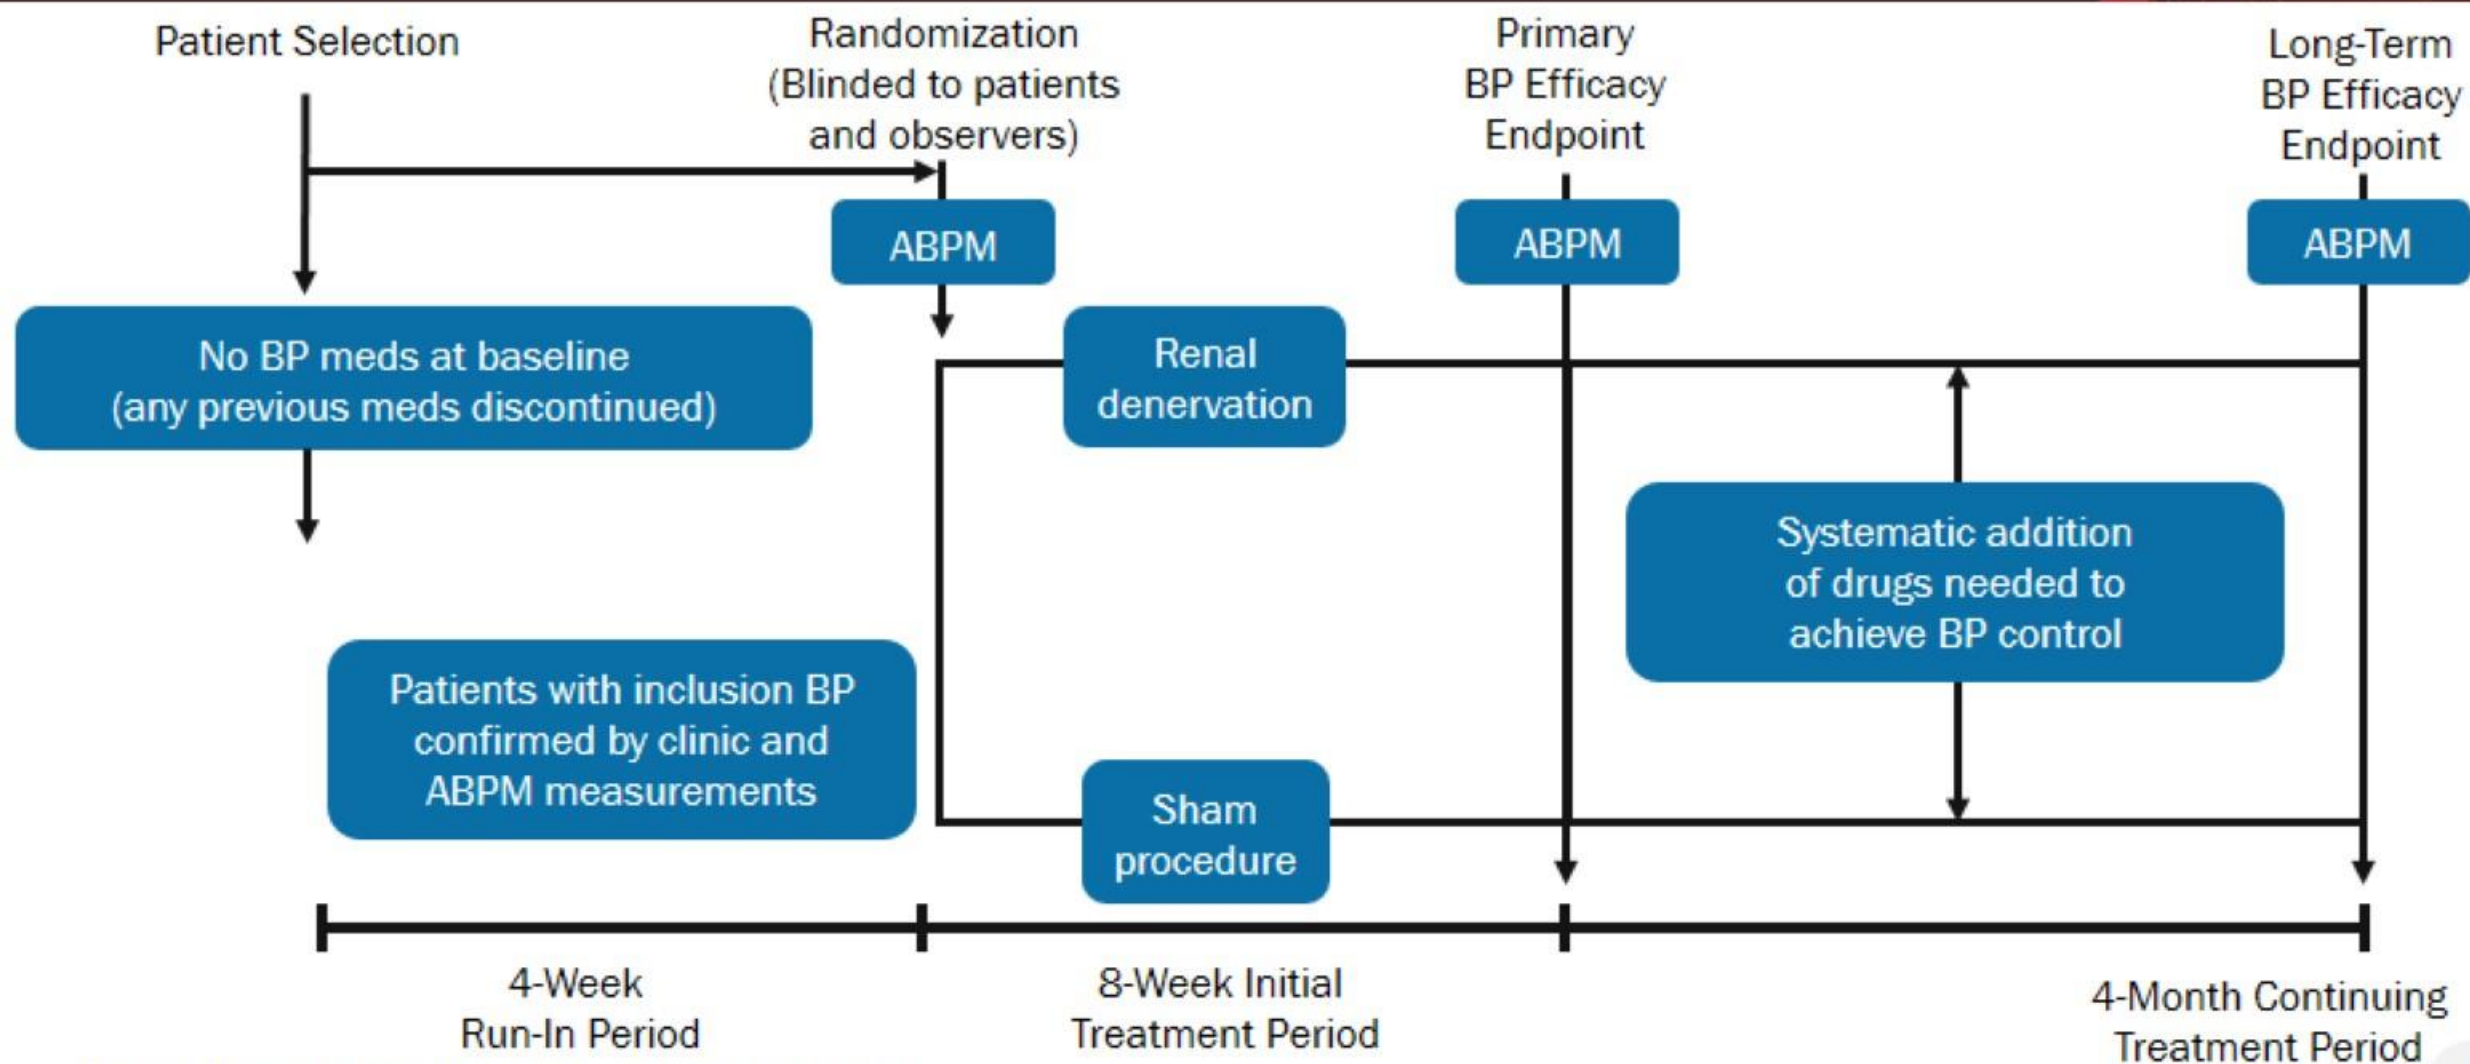 Patient Selection
Randomization
(Blinded to patients
and observers)
Primary
BP Efficacy
Endpoint
Long-Term
BP Efficacy
Endpoint
ABPM
ABPM
ABPM
No BP meds at baseline
(any previous meds discontinued)
Renal
denervation
Systematic addition
of drugs needed to
achieve BP control
Patients with inclusion BP
confirmed by clinic and
ABPM measurements
Sham
procedure
4-Week
Run-In Period
8-Week Initial
Treatment Period
4-Month Continuing
Treatment Period